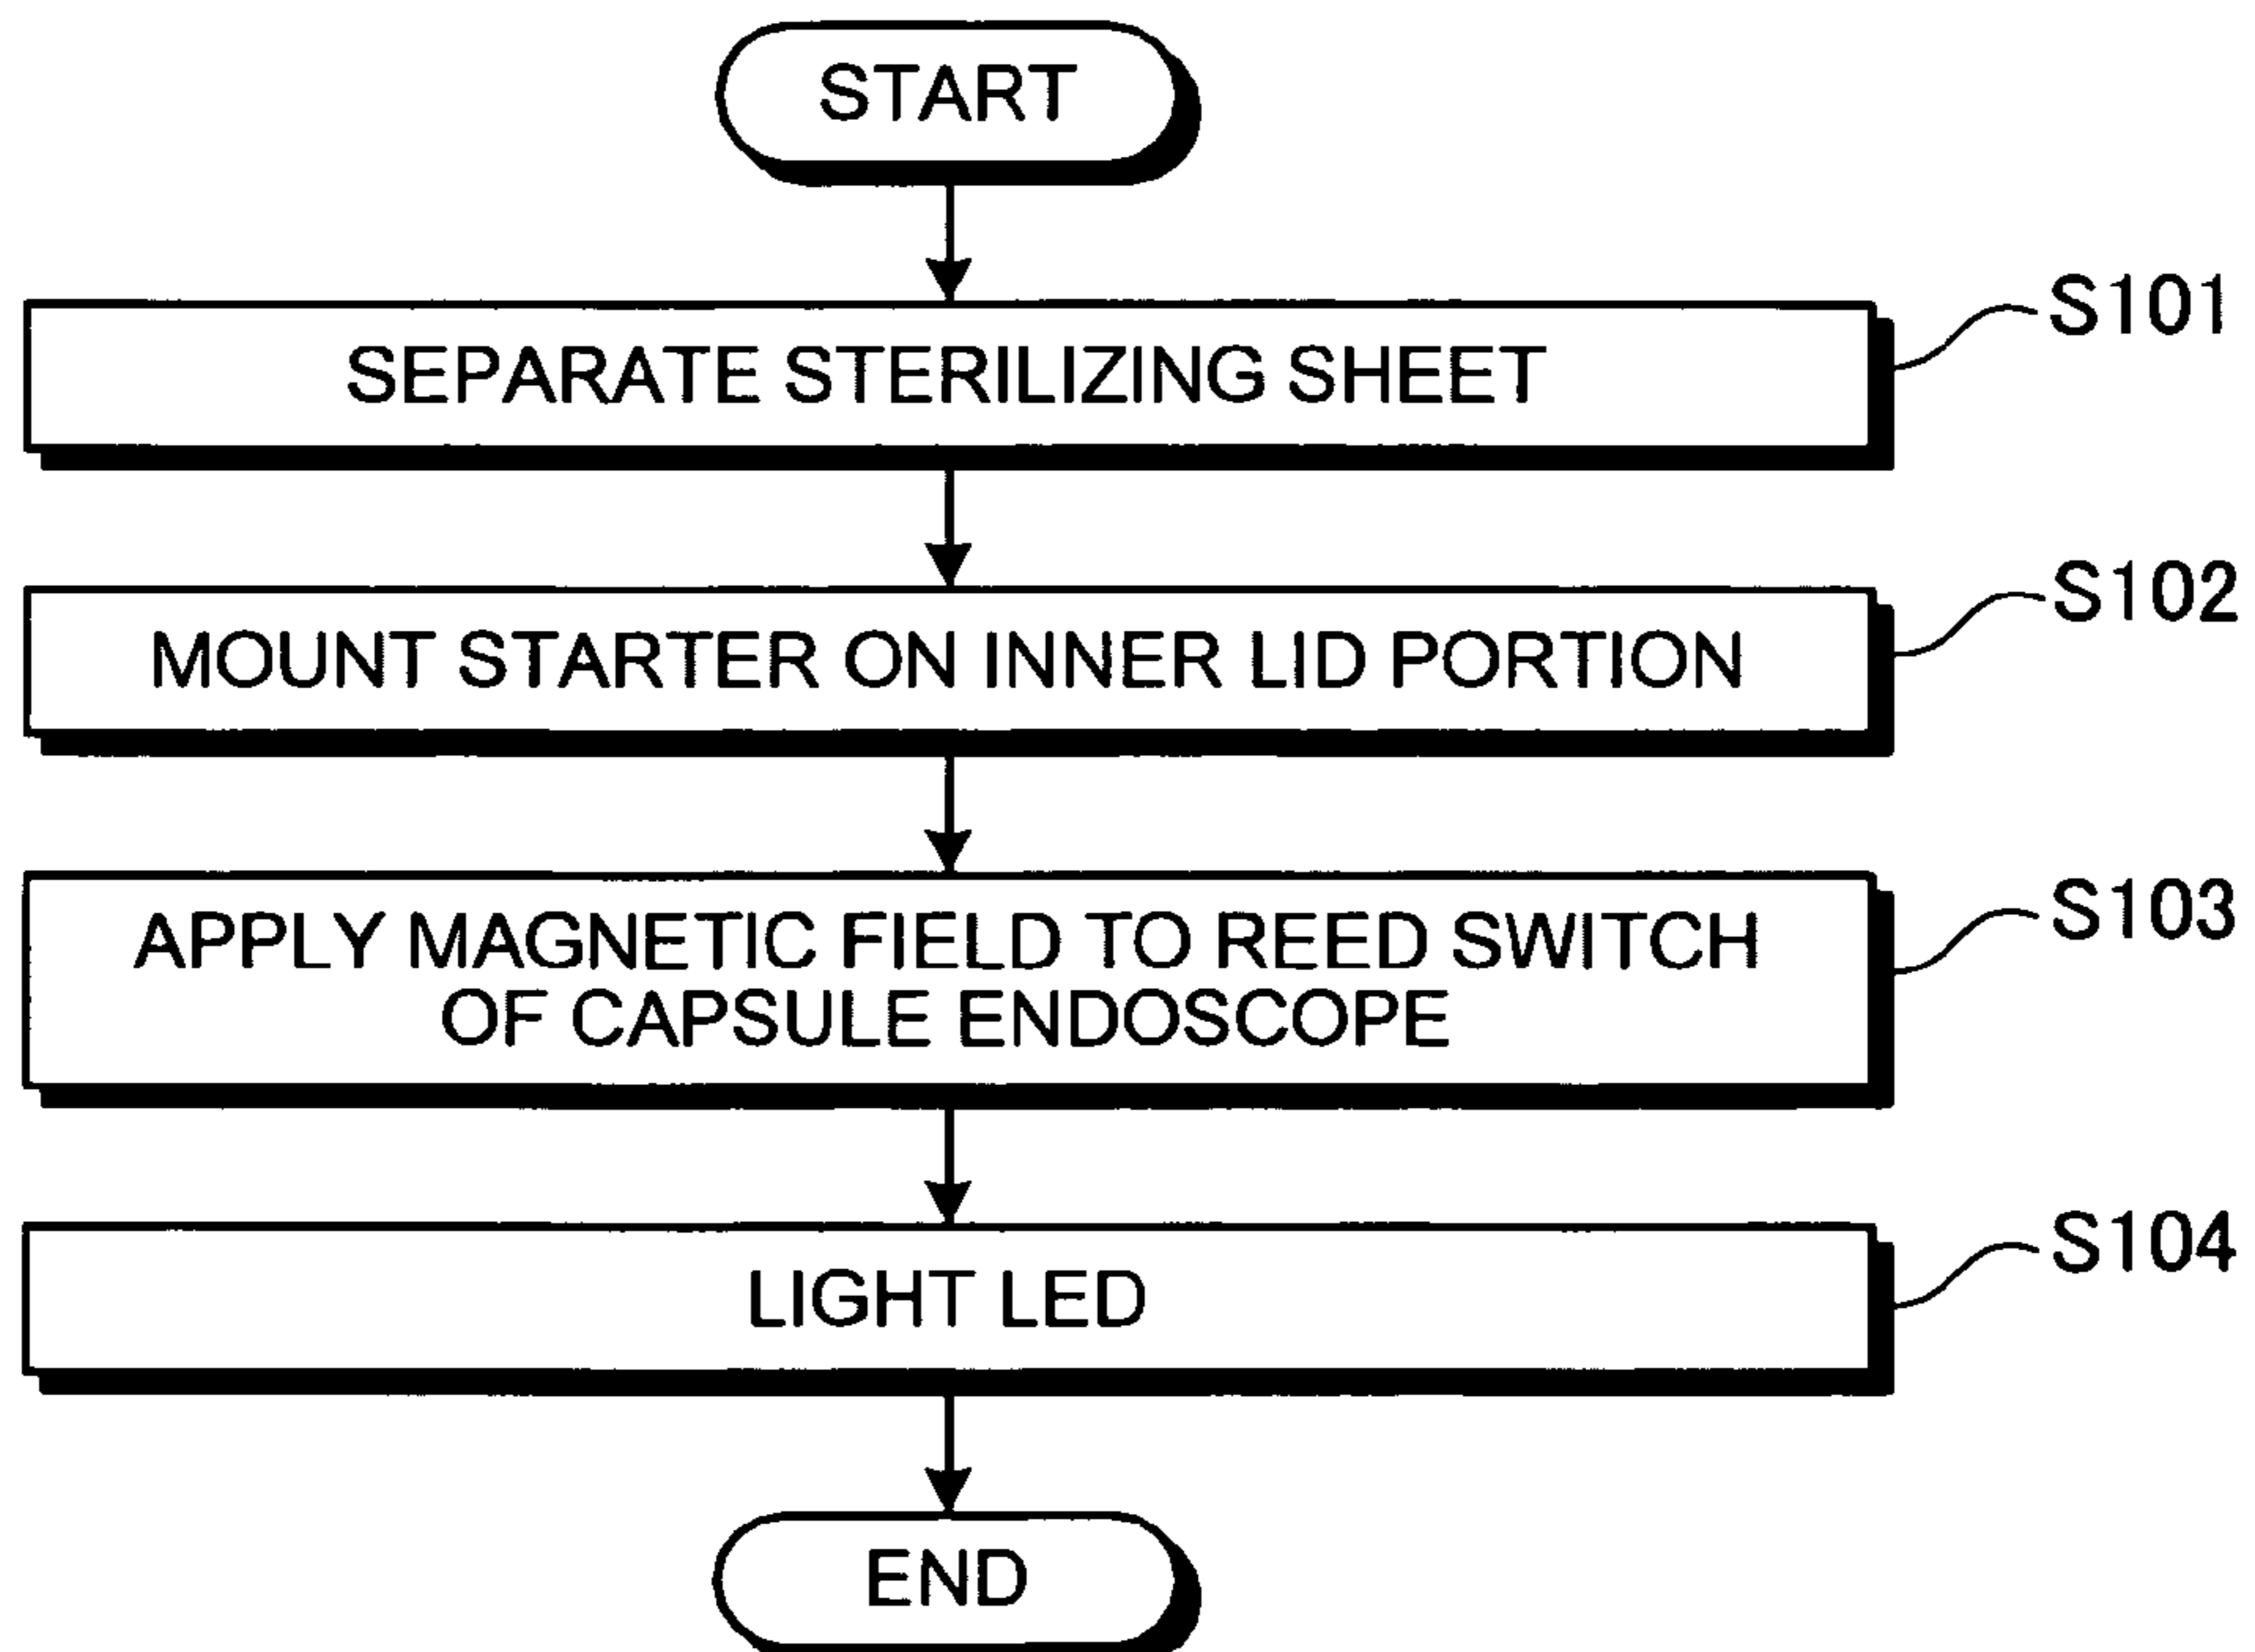 START
SEPARATE STERILIZING SHEET
S101
MOUNT STARTER ON INNER LID PORTION
S102
APPLY MAGNETIC FIELD TO REED SWITCH
OF CAPSULE ENDOSCOPE
S103
LIGHT LED
S104
END